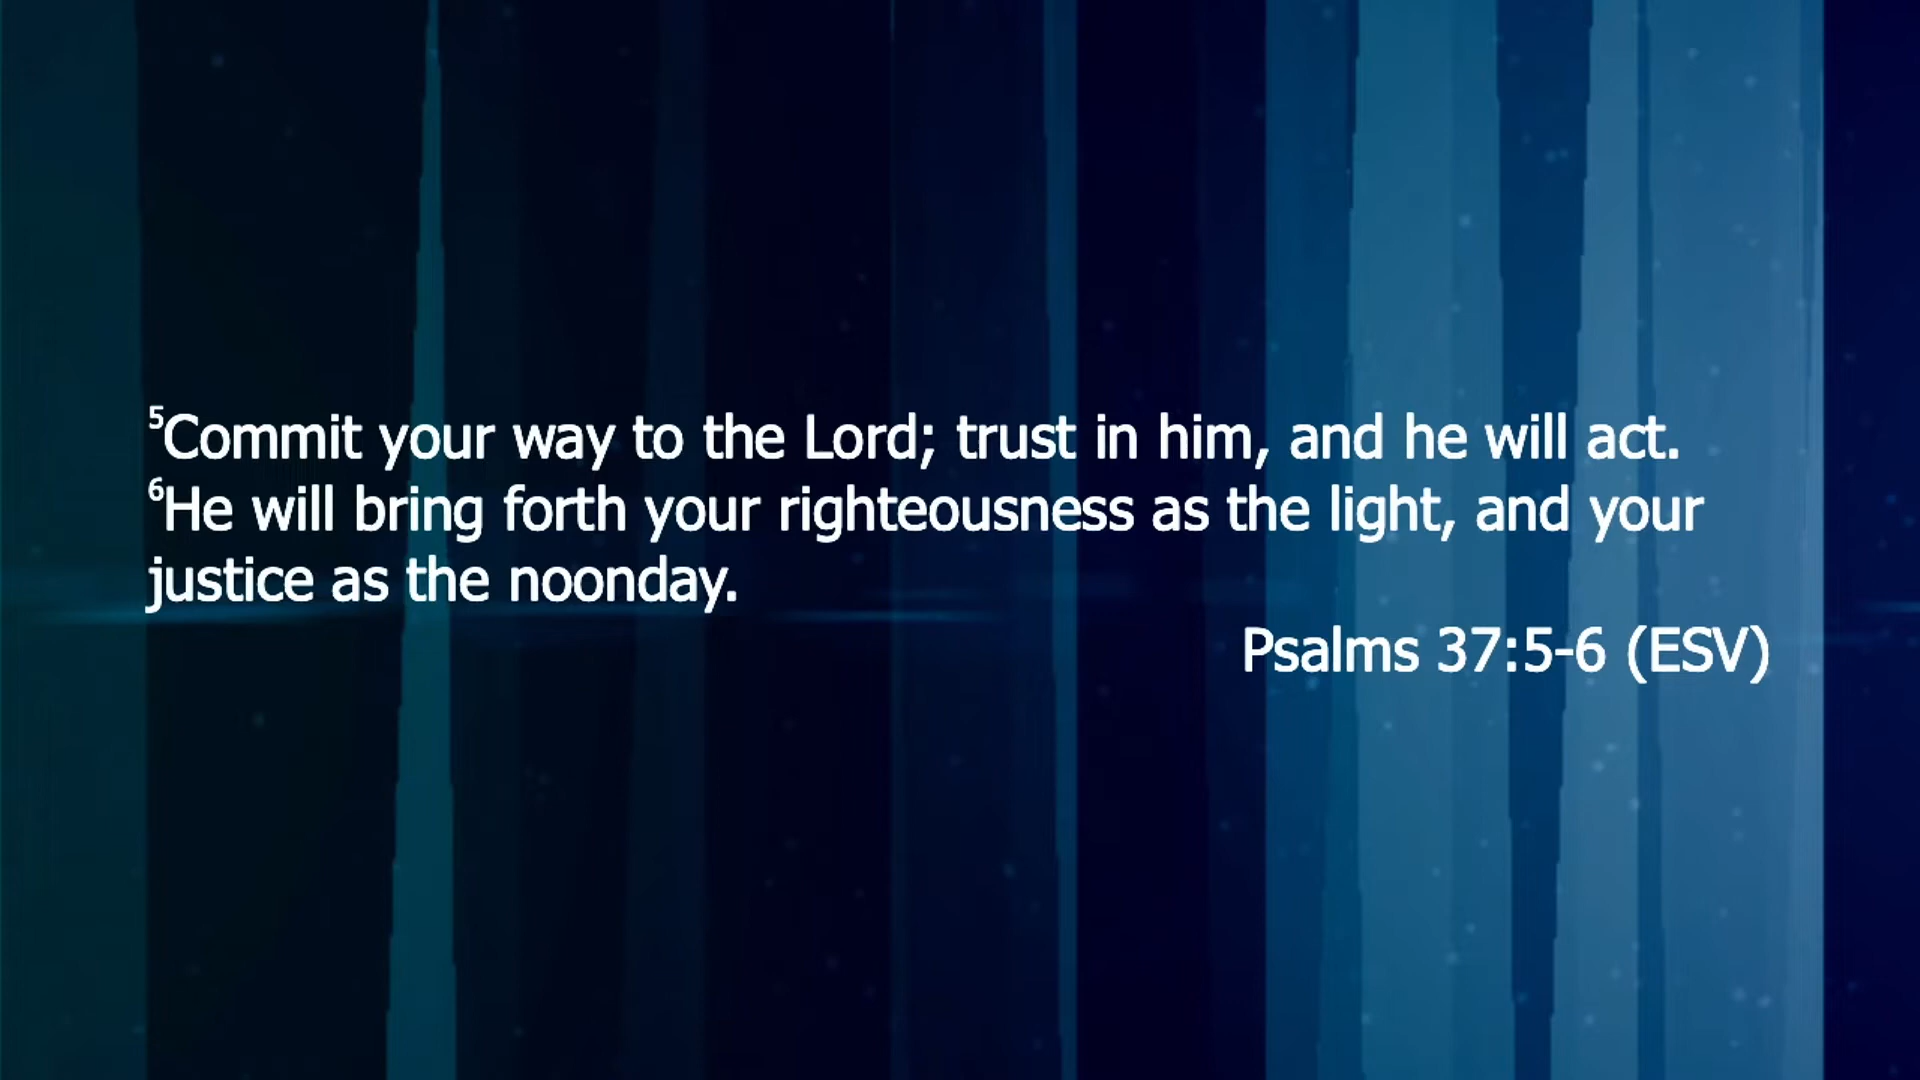 ⁵Commit your way to the Lord; trust in him, and he will act.
⁶He will bring forth your righteousness as the light, and your
justice as the noonday.
Psalms 37:5-6 (ESV)